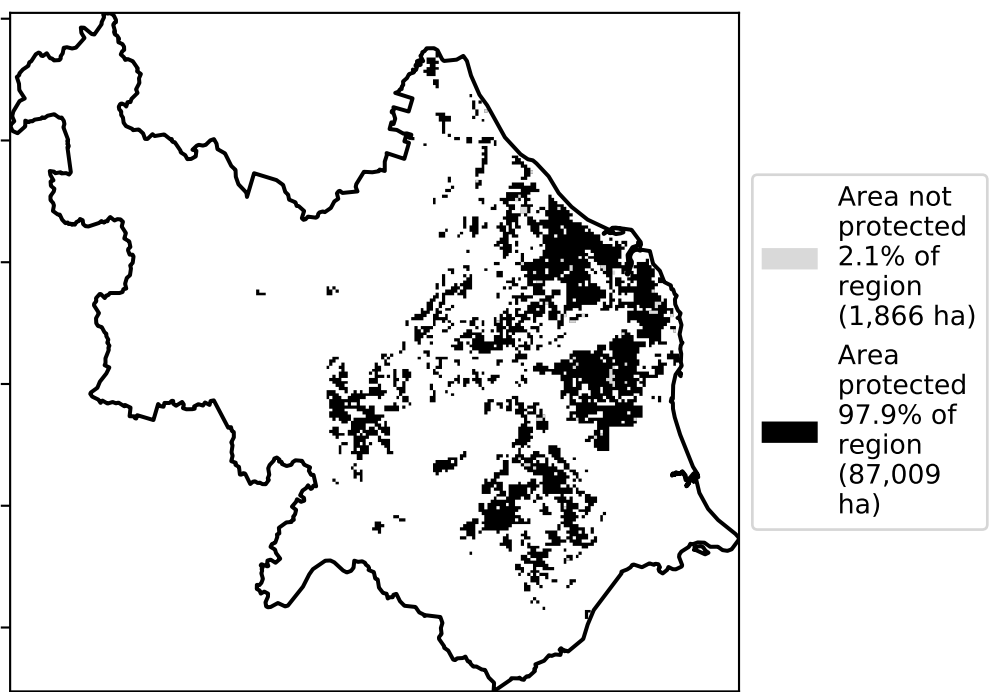 Area not
protected
2.1% of
region
(1,866 ha)
Area
protected
97.9% of
region
(87,009
ha)